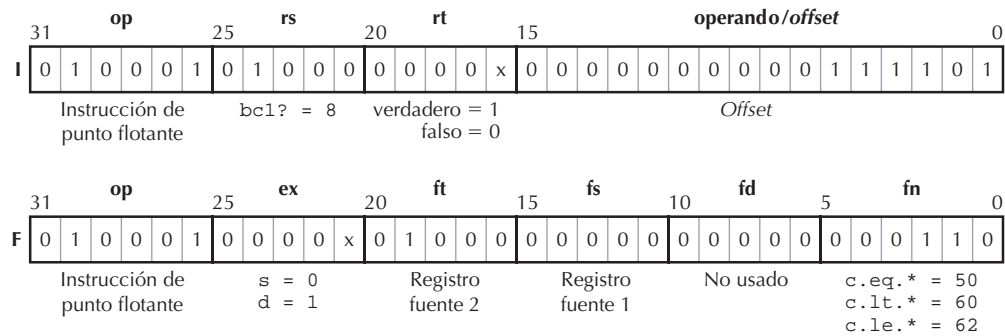 op rs rt operando/offset
31 25 20 15 0
I 0 1 0 0 0 1 0 1 0 0 0 0 0 0 0 x 0 0 0 0 0 0 0 0 0 0 1 1 1 1 0 1
Instrucción de bc1? = 8 verdadero = 1 Offset
punto flotante falso = 0
op ex ft fs fd fn
31 25 20 15 10 5 0
F 0 1 0 0 0 1 0 0 0 0 x 0 1 0 0 0 0 0 0 0 0 0 0 0 0 0 0 0 0 1 1 0
Instrucción de s = 0 Registro Registro No usado c.eq.* = 50
punto flotante d = 1 fuente 2 fuente 1 c.lt.* = 60
c.le.* = 62